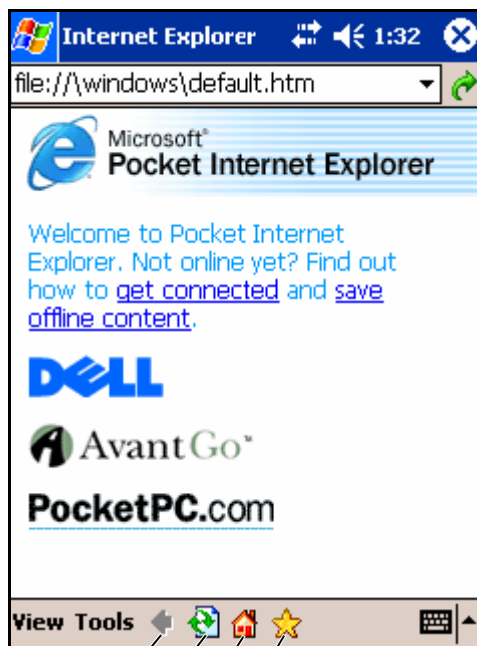 Internet Explorer 1:32
file://\windows\default.htm
Microsoft®
Pocket Internet Explorer
Welcome to Pocket Internet
Explorer. Not online yet? Find out
how to get connected and save
offline content.
DELL
AvantGo™
PocketPC.com
View Tools